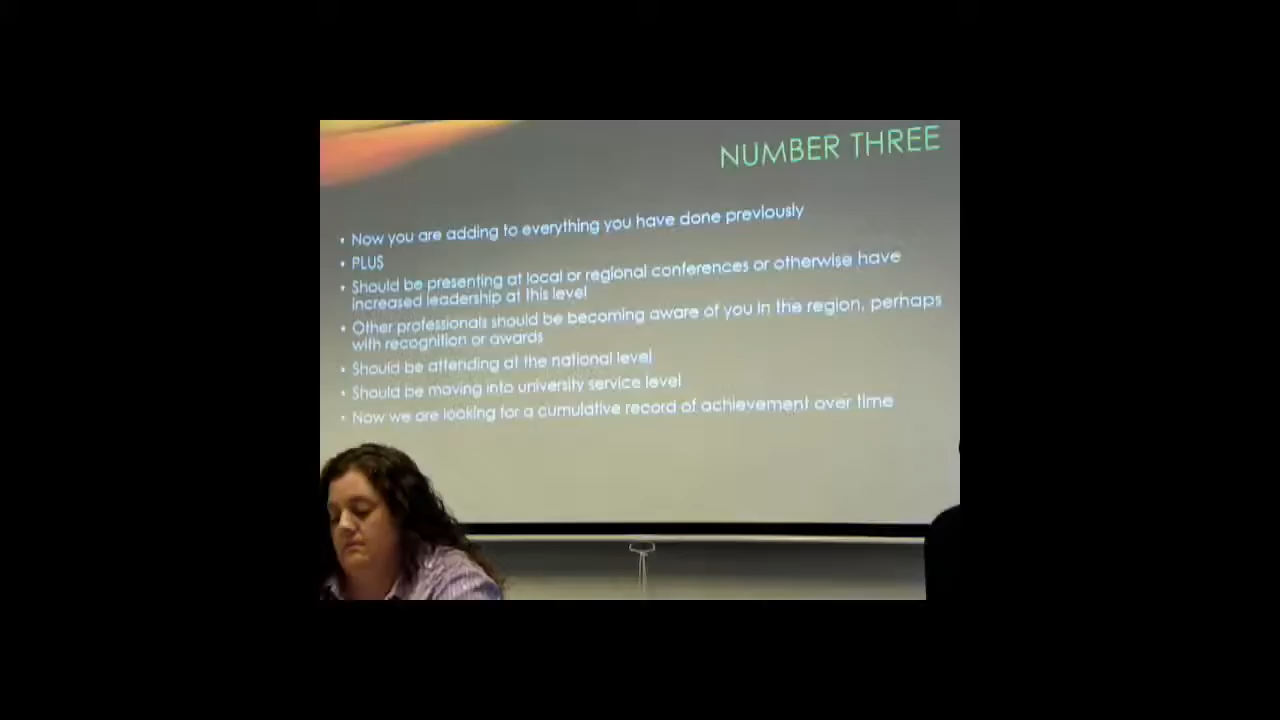 NUMBER THREE
• Now you are adding to everything you have done previously
• PLUS
• Should be presenting at local or regional conferences or otherwise have
increased leadership at this level
• Other professionals should be becoming aware of you in the region, perhaps
with recognition or awards
• Should be attending at the national level
• Should be moving into university service level
• Now we are looking for a cumulative record of achievement over time